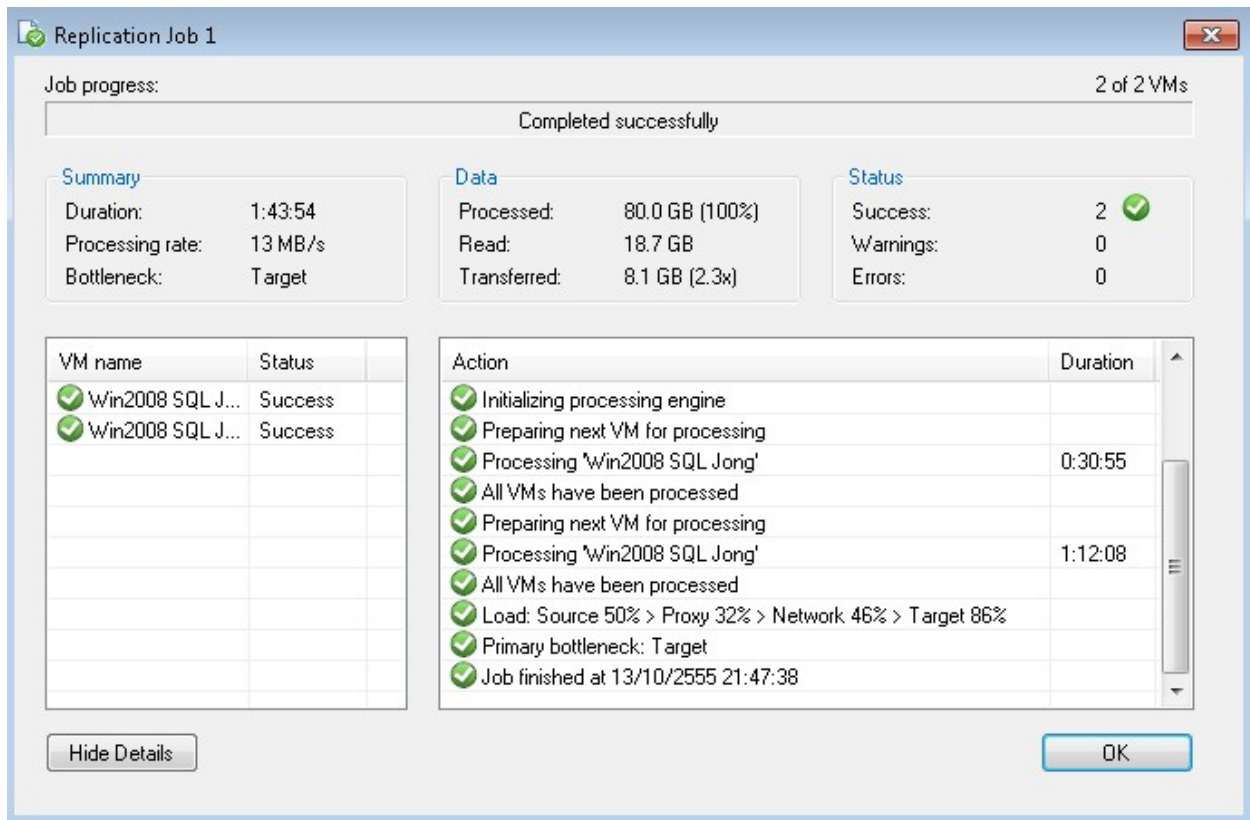 Replication Job 1
Job progress:
2 of 2 VMs
Completed successfully
Summary
Duration: 1:43:54
Processing rate: 13 MB/s
Bottleneck: Target
Data
Processed: 80.0 GB (100%)
Read: 18.7 GB
Transferred: 8.1 GB (2.3x)
Status
Success: 2
Warnings: 0
Errors: 0
VM name Status
Win2008 SQL J... Success
Win2008 SQL J... Success
Action Duration
Initializing processing engine
Preparing next VM for processing
Processing 'Win2008 SQL Jong' 0:30:55
All VMs have been processed
Preparing next VM for processing
Processing 'Win2008 SQL Jong' 1:12:08
All VMs have been processed
Load: Source 50% > Proxy 32% > Network 46% > Target 86%
Primary bottleneck: Target
Job finished at 13/10/2555 21:47:38
Hide Details
OK